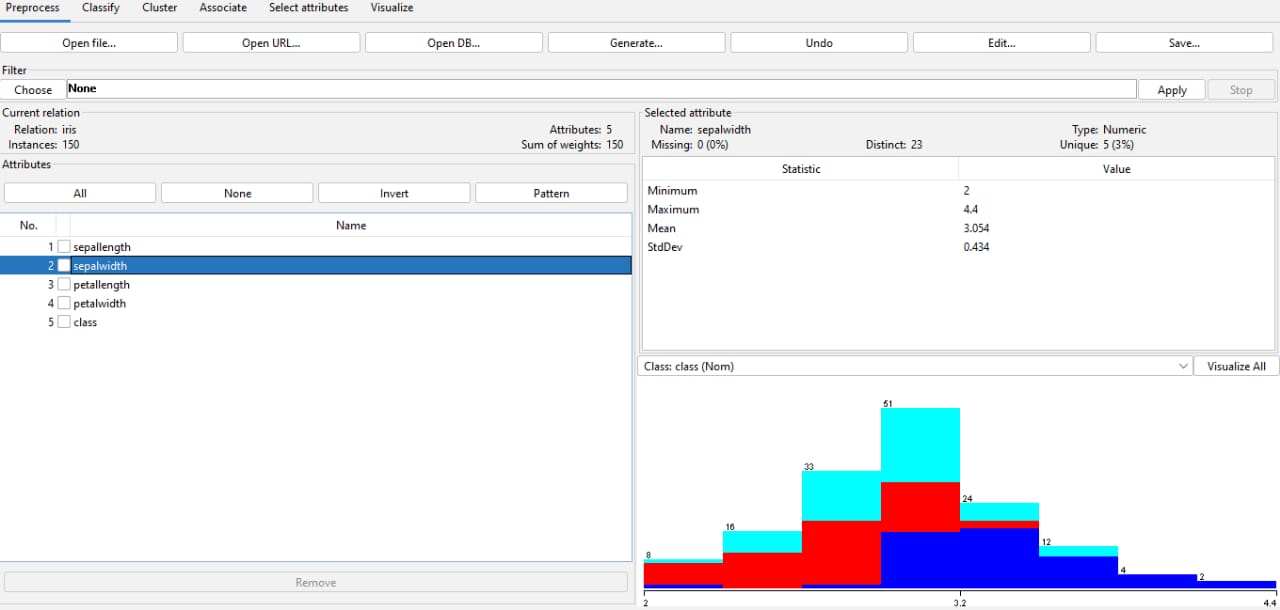 Preprocess Classify Cluster Associate Select attributes Visualize
Open file... Open URL... Open DB... Generate... Undo Edit... Save...
Filter
Choose None Apply Stop
Current relation
Relation: iris Attributes: 5
Instances: 150 Sum of weights: 150
Attributes
All None Invert Pattern
No. Name
1 sepallength
2 sepalwidth
3 petallength
4 petalwidth
5 class
Remove
Selected attribute
Name: sepalwidth Type: Numeric
Missing: 0 (0%) Distinct: 23 Unique: 5 (3%)
Statistic Value
Minimum 2
Maximum 4.4
Mean 3.054
StdDev 0.434
Class: class (Nom) Visualize All
51
33
24
16
12
8
4
2
2 3.2 4.4